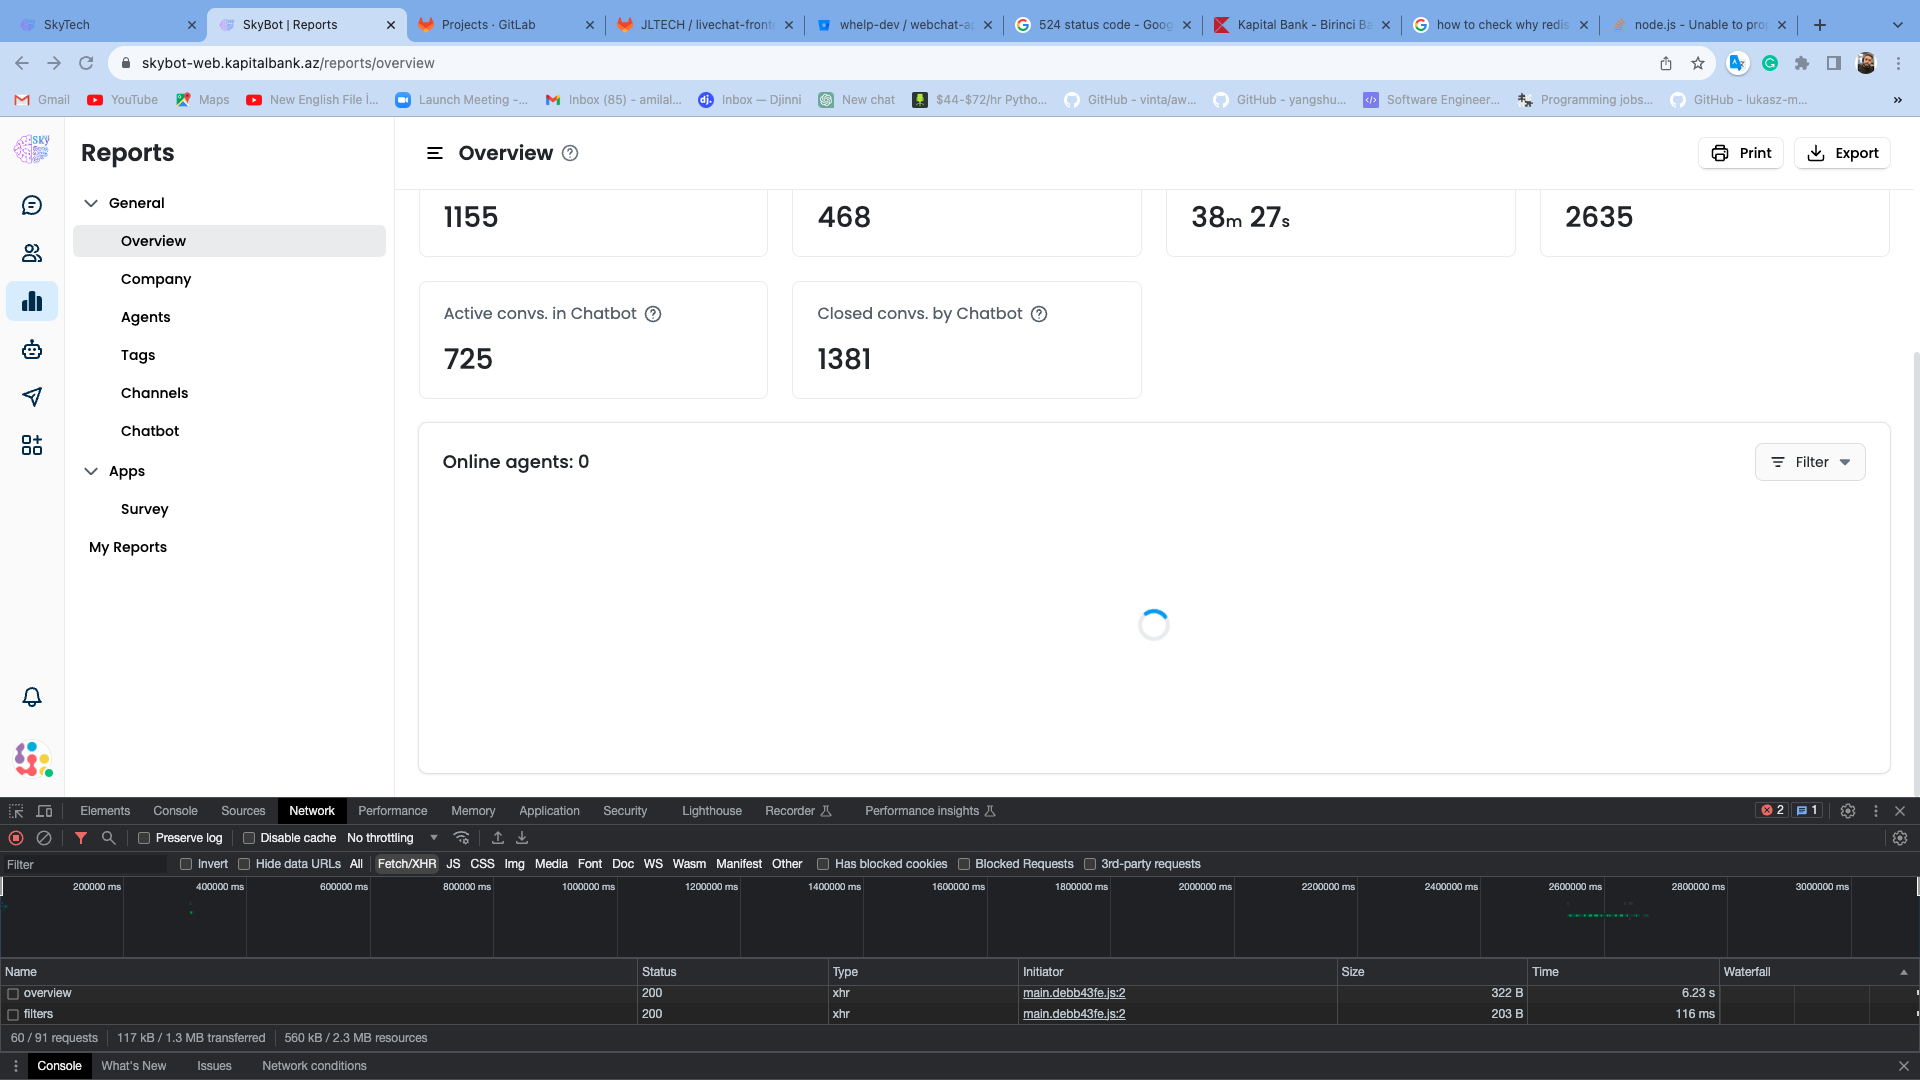 SkyTech
SkyBot | Reports
Projects · GitLab
JLTECH / livechat-front
whelp-dev / webchat-a
524 status code - Goog
Kapital Bank - Birinci Ba
how to check why redis
node.js - Unable to pro
skybot-web.kapitalbank.az/reports/overview
Gmail
YouTube
Maps
New English File İ...
Launch Meeting -...
Inbox (85) - amilal...
Inbox — Djinni
New chat
$44-$72/hr Pytho...
GitHub - vinta/aw...
GitHub - yangshu...
Software Engineer...
Programming jobs...
GitHub - lukasz-m...
»
Sky
Reports
General
Overview
Company
Agents
Tags
Channels
Chatbot
Apps
Survey
My Reports
Overview
Print
Export
1155
468
38m 27s
2635
Active convs. in Chatbot
725
Closed convs. by Chatbot
1381
Online agents: 0
Filter
Elements Console Sources Network Performance Memory Application Security Lighthouse Recorder Performance insights 2 1
Preserve log Disable cache No throttling
Filter Invert Hide data URLs All Fetch/XHR JS CSS Img Media Font Doc WS Wasm Manifest Other Has blocked cookies Blocked Requests 3rd-party requests
200000 ms 400000 ms 600000 ms 800000 ms 1000000 ms 1200000 ms 1400000 ms 1600000 ms 1800000 ms 2000000 ms 2200000 ms 2400000 ms 2600000 ms 2800000 ms 3000000 ms
Name Status Type Initiator Size Time Waterfall
overview 200 xhr main.debb43fe.js:2 322 B 6.23 s
filters 200 xhr main.debb43fe.js:2 203 B 116 ms
60 / 91 requests 117 kB / 1.3 MB transferred 560 kB / 2.3 MB resources
Console What's New Issues Network conditions